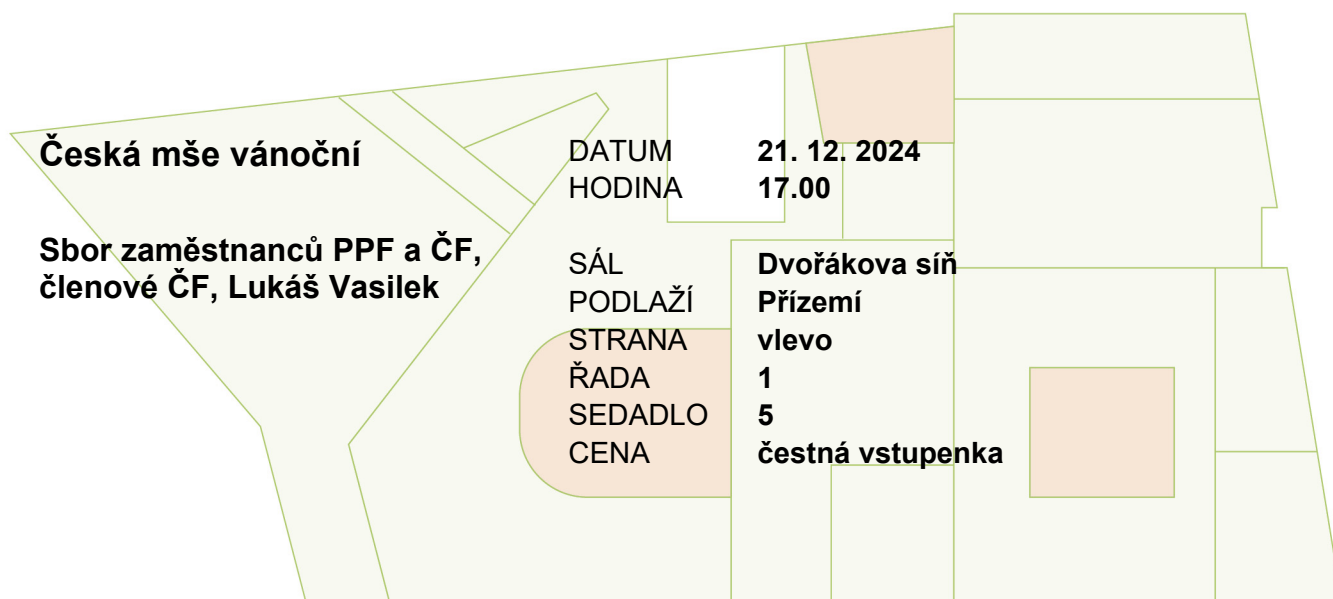 Česká mše vánoční
Sbor zaměstnanců PPF a ČF,
členové ČF, Lukáš Vasilek
DATUM 21. 12. 2024
HODINA 17.00
SÁL Dvořákova síň
PODLAŽÍ Přízemí
STRANA vlevo
ŘADA 1
SEDADLO 5
CENA čestná vstupenka